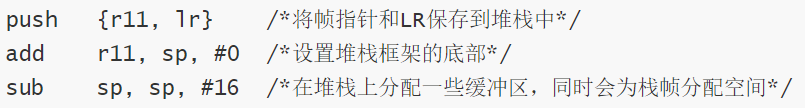 push {r11, lr} /*将帧指针和LR保存到堆栈中*/
add r11, sp, #0 /*设置堆栈框架的底部*/
sub sp, sp, #16 /*在堆栈上分配一些缓冲区，同时会为栈帧分配空间*/